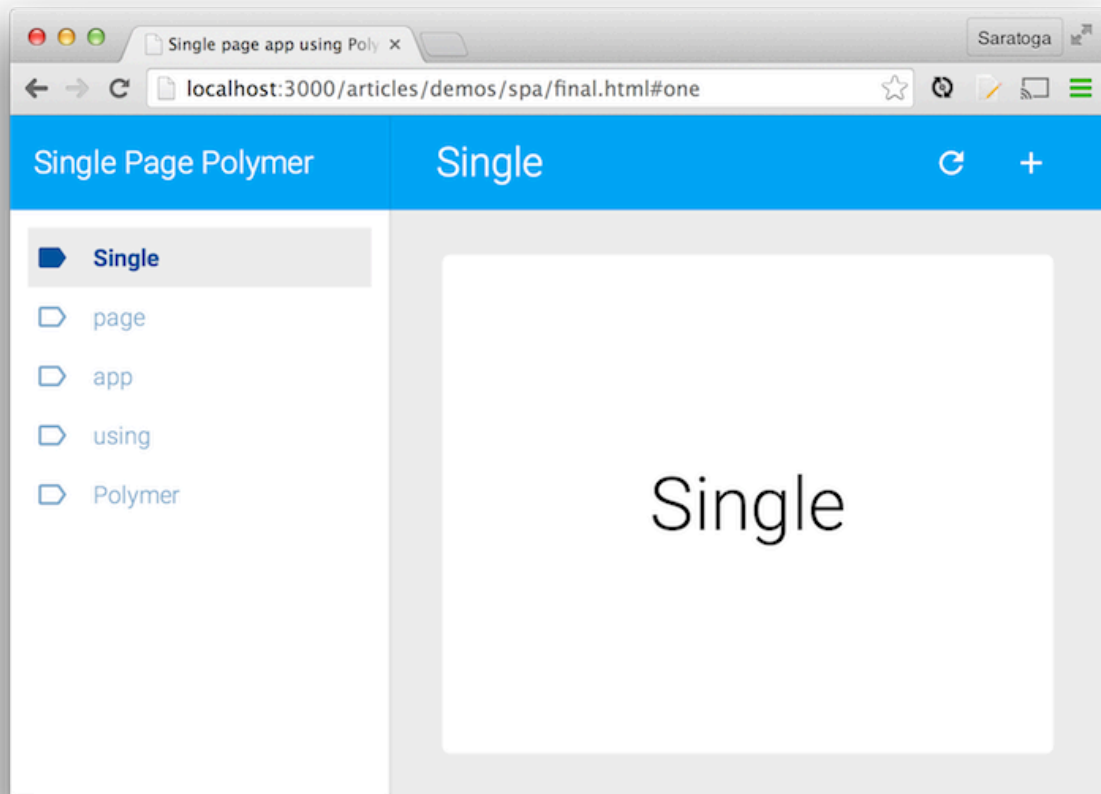 Single page app using Poly
Saratoga
localhost:3000/articles/demos/spa/final.html#one
Single Page Polymer
Single
Single
page
app
using
Polymer
Single